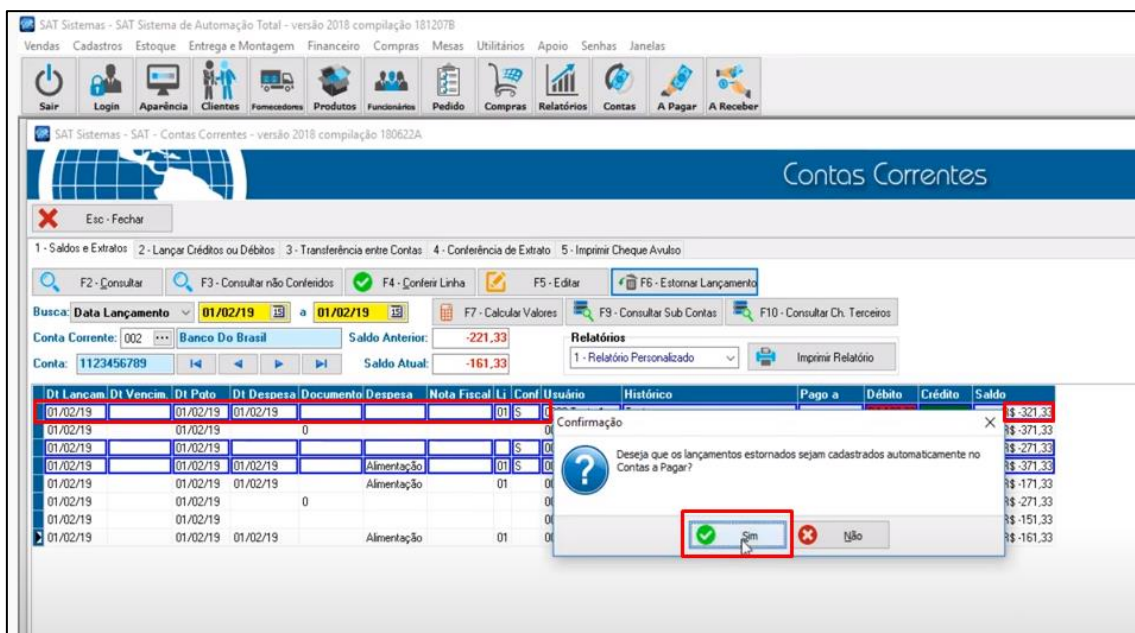 SAT Sistemas - SAT Sistema de Automação Total - versão 2018 compilação 181207B
Vendas Cadastros Estoque Entrega e Montagem Financeiro Compras Mesas Utilitários Apoio Senhas Janelas
Sair Login Aparência Clientes Fornecedores Produtos Funcionários Pedido Compras Relatórios Contas A Pagar A Receber
SAT Sistemas - SAT - Contas Correntes - versão 2018 compilação 180622A
Contas Correntes
Esc - Fechar
1 - Saldos e Extratos 2 - Lançar Créditos ou Débitos 3 - Transferência entre Contas 4 - Conferência de Extrato 5 - Imprimir Cheque Avulso
F2 - Consultar F3 - Consultar não Conferidos F4 - Conferir Linha F5 - Editar F6 - Estornar Lançamento
Busca: Data Lançamento 01/02/19 15 a 01/02/19 15 F7 - Calcular Valores F9 - Consultar Sub Contas F10 - Consultar Ch. Terceiros
Conta Corrente: 002 ... Banco Do Brasil Saldo Anterior: -221,33 Relatórios
Conta: 1123456789 Saldo Atual: -161,33 1 - Relatório Personalizado Imprimir Relatório
Dt Lancam. Dt Vencim. Dt Pgto Dt Despesa Documento Despesa Nota Fiscal Li Conf Usuário Histórico Pago a Débito Crédito Saldo
01/02/19 01/02/19 01/02/19 01 S R$ -321,33
01/02/19 01/02/19 0 R$ -371,33
01/02/19 01/02/19 S R$ -271,33
01/02/19 01/02/19 01/02/19 Alimentação 01 S R$ -371,33
01/02/19 01/02/19 01/02/19 Alimentação 01 R$ -171,33
01/02/19 01/02/19 0 R$ -271,33
01/02/19 01/02/19 R$ -151,33
01/02/19 01/02/19 01/02/19 Alimentação 01 R$ -161,33
Confirmação
Deseja que os lançamentos estornados sejam cadastrados automaticamente no
Contas a Pagar?
Sim Não